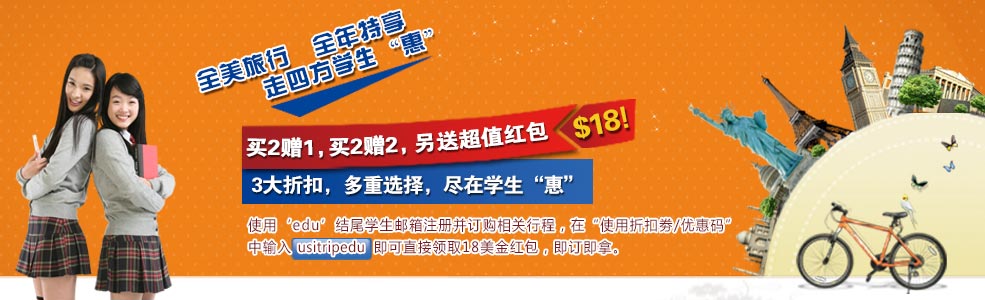 全美旅行 全年特享
走四方学生“惠”
买2赠1,买2赠2,另送超值红包
$18!
3大折扣，多重选择，尽在学生“惠”
使用‘edu’结尾学生邮箱注册并订购相关行程，在“使用折扣劵/优惠码”
中输入 usitripedu 即可直接领取18美金红包，即订即拿。